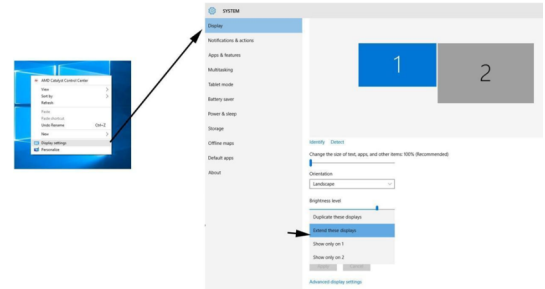 AMD Catalyst Control Center
View
Sort by
Refresh
Paste
Paste shortcut
Undo Rename Ctrl+Z
New
Display settings
Personalize
SYSTEM
Display
Notifications & actions
Apps & features
Multitasking
Tablet mode
Battery saver
Power & sleep
Storage
Offline maps
Default apps
About
1
2
Identify Detect
Change the size of text, apps, and other items: 100% (Recommended)
Orientation
Landscape
Brightness level
Duplicate these displays
Extend these displays
Show only on 1
Show only on 2
Advanced display settings